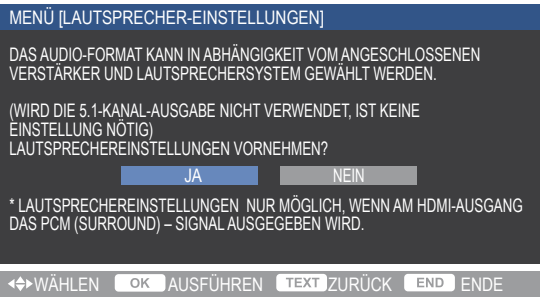 MENÜ [LAUTSPRECHER-EINSTELLUNGEN]
DAS AUDIO-FORMAT KANN IN ABHÄNGIGKEIT VOM ANGESCHLOSSENEN
VERSTÄRKER UND LAUTSPRECHERSYSTEM GEWÄHLT WERDEN.
(WIRD DIE 5.1-KANAL-AUSGABE NICHT VERWENDET, IST KEINE
EINSTELLUNG NÖTIG)
LAUTSPRECHEREINSTELLUNGEN VORNEHMEN?
JA NEIN
* LAUTSPRECHEREINSTELLUNGEN NUR MÖGLICH, WENN AM HDMI-AUSGANG
DAS PCM (SURROUND) – SIGNAL AUSGEGEBEN WIRD.
WÄHLEN OK AUSFÜHREN TEXT ZURÜCK END ENDE